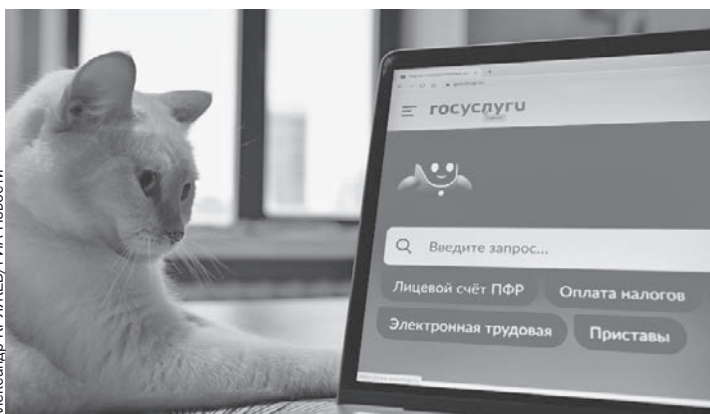 госуслуги
Введите запрос...
Лицевой счёт ПФР Оплата налогов
Электронная трудовая Приставы